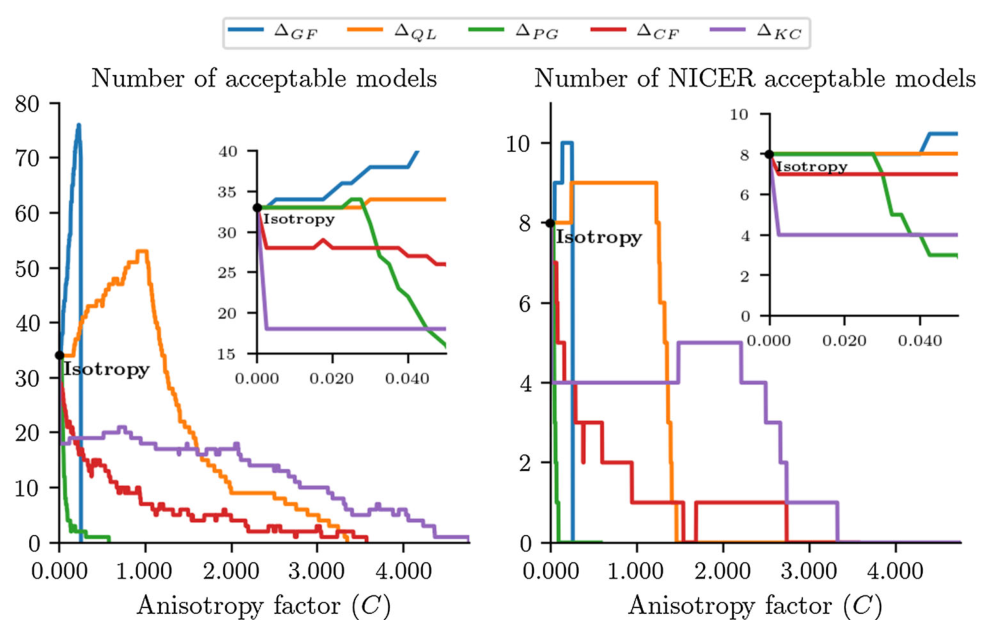 Δ_GF Δ_QL Δ_PG Δ_CF Δ_KC
Number of acceptable models
80
70
60
50
40
30
20
10
0
0.000 1.000 2.000 3.000 4.000
Anisotropy factor (C)
Isotropy
40
35
30
25
20
15
0.000 0.020 0.040
Isotropy
Number of NICER acceptable models
10
8
6
4
2
0
0.000 1.000 2.000 3.000 4.000
Anisotropy factor (C)
Isotropy
10
8
6
4
2
0
0.000 0.020 0.040
Isotropy